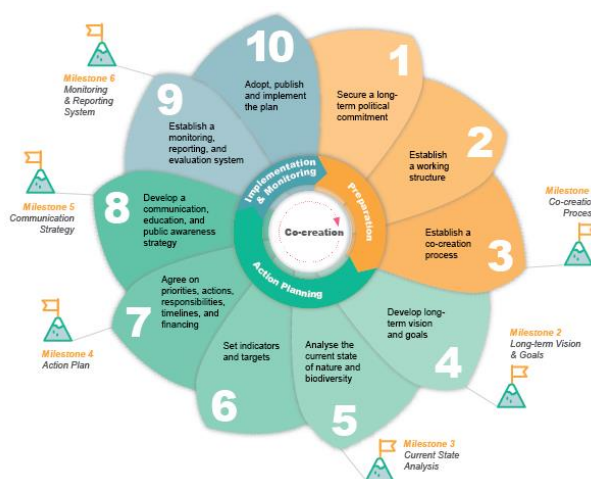 10
Adopt, publish
and implement
the plan
1
Secure a long-
term political
commitment
2
Establish
a working
structure
3
Establish a
co-creation
process
4
Develop long-
term vision
and goals
5
Analyse the
current state
of nature and
biodiversity
6
Set indicators
and targets
7
Agree on
priorities, actions,
responsibilities,
timelines, and
financing
8
Develop a
communication,
education, and
public awareness
strategy
9
Establish a
monitoring,
reporting, and
evaluation system
Implementation
& Monitoring
Preparation
Action Planning
Co-creation
Milestone
Co-creation
Process
Milestone 2
Long-term Vision
& Goals
Milestone 3
Current State
Analysis
Milestone 4
Action Plan
Milestone 5
Communication
Strategy
Milestone 6
Monitoring
& Reporting
System